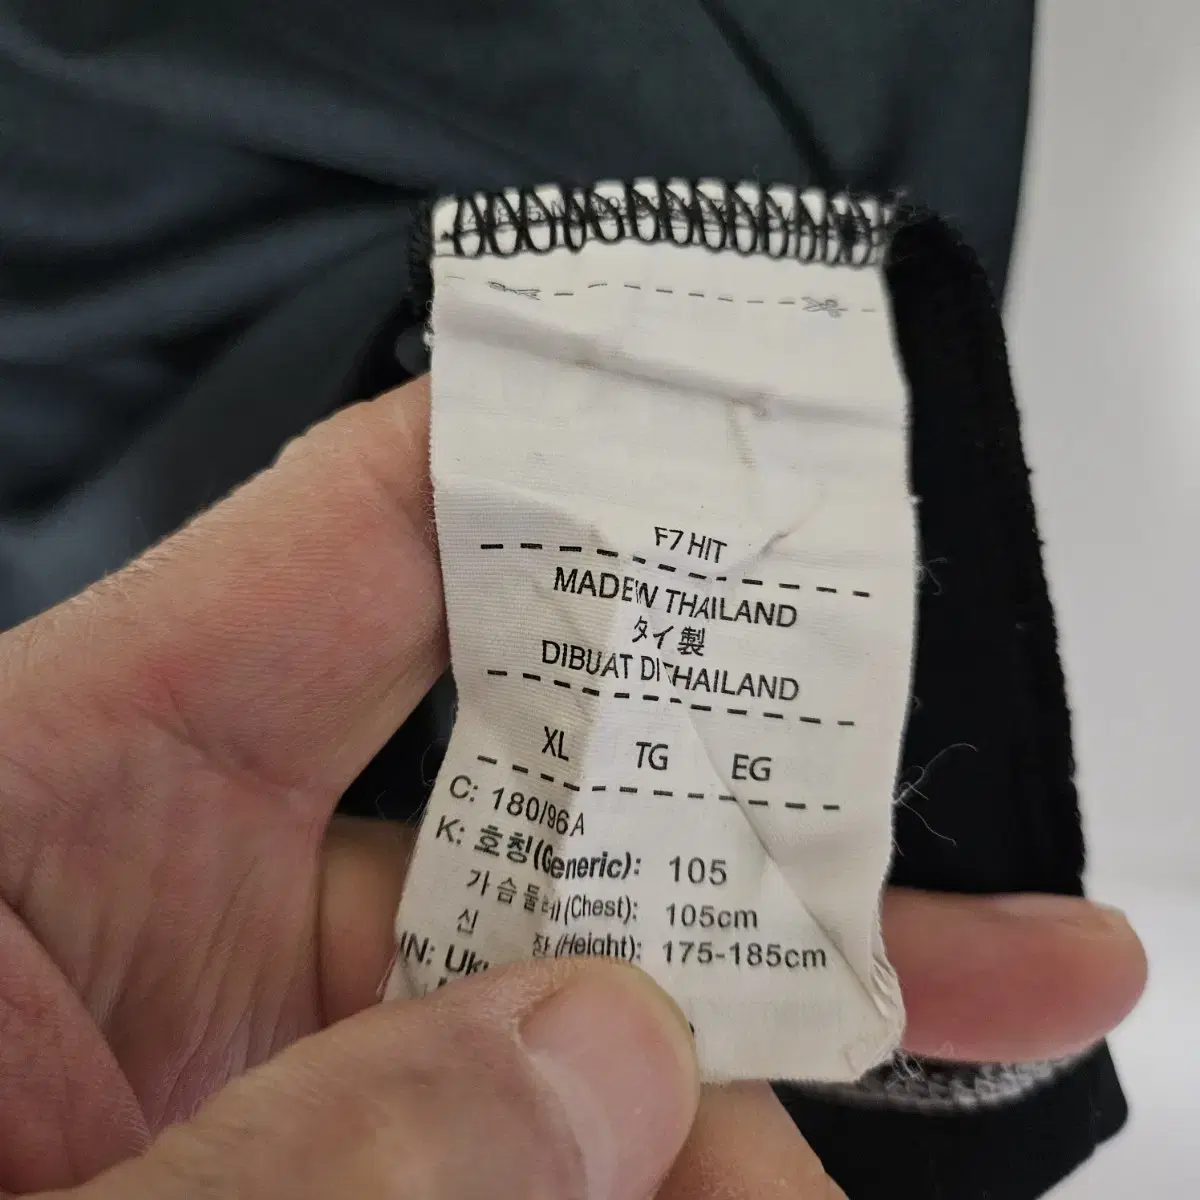 F7 HIT
MADE IN THAILAND
タイ製
DIBUAT DI THAILAND
XL TG EG
C: 180/96A
K: 호칭(Generic): 105
가슴둘레(Chest): 105cm
신 장(Height): 175-185cm